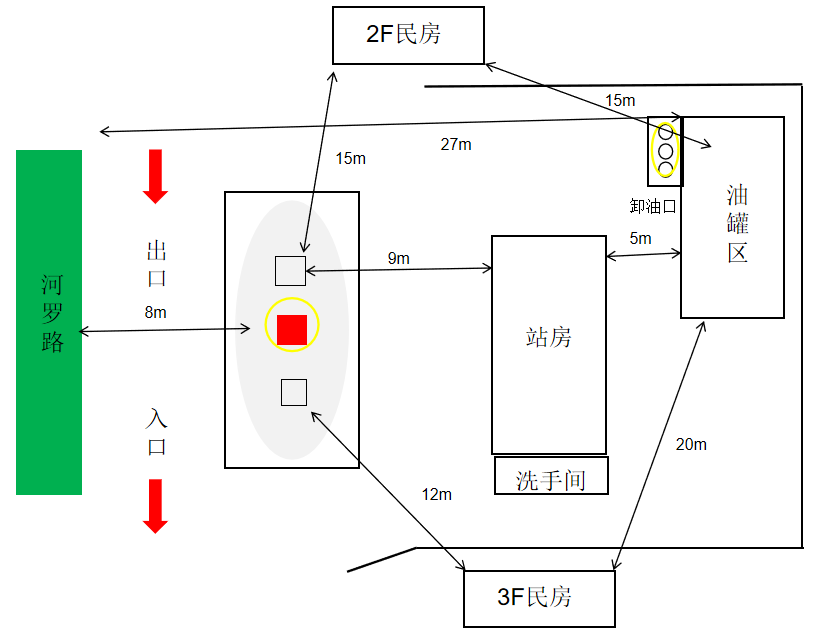 2F民房
15m
27m
15m
卸油口
油罐区
出口
9m
5m
河罗路
8m
站房
入口
20m
洗手间
12m
3F民房